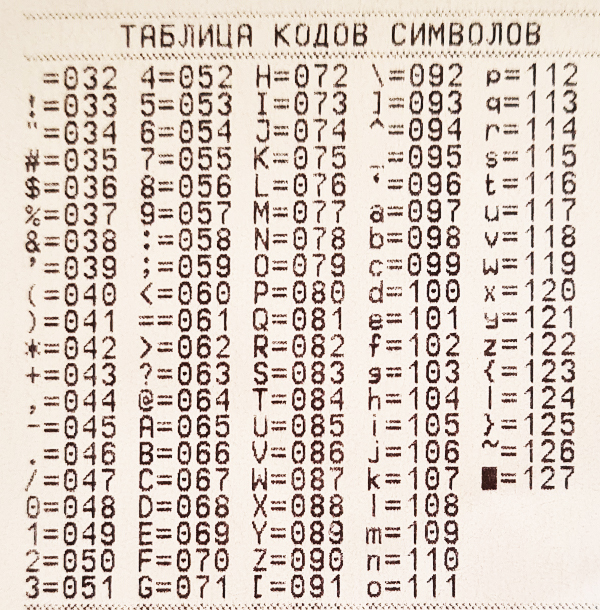 ТАБЛИЦА КОДОВ СИМВОЛОВ
 =032 4=052 H=072 \=092 p=112
!=033 5=053 I=073 ]=093 q=113
"=034 6=054 J=074 ^=094 r=114
#=035 7=055 K=075 _=095 s=115
$=036 8=056 L=076 '=096 t=116
%=037 9=057 M=077 a=097 u=117
&=038 :=058 N=078 b=098 v=118
'=039 ;=059 O=079 c=099 w=119
(=040 <=060 P=080 d=100 x=120
)=041 ==061 Q=081 e=101 y=121
*=042 >=062 R=082 f=102 z=122
+=043 ?=063 S=083 g=103 {=123
,=044 @=064 T=084 h=104 |=124
-=045 A=065 U=085 i=105 }=125
.=046 B=066 V=086 j=106 ~=126
/=047 C=067 W=087 k=107 ■=127
0=048 D=068 X=088 l=108
1=049 E=069 Y=089 m=109
2=050 F=070 Z=090 n=110
3=051 G=071 [=091 o=111